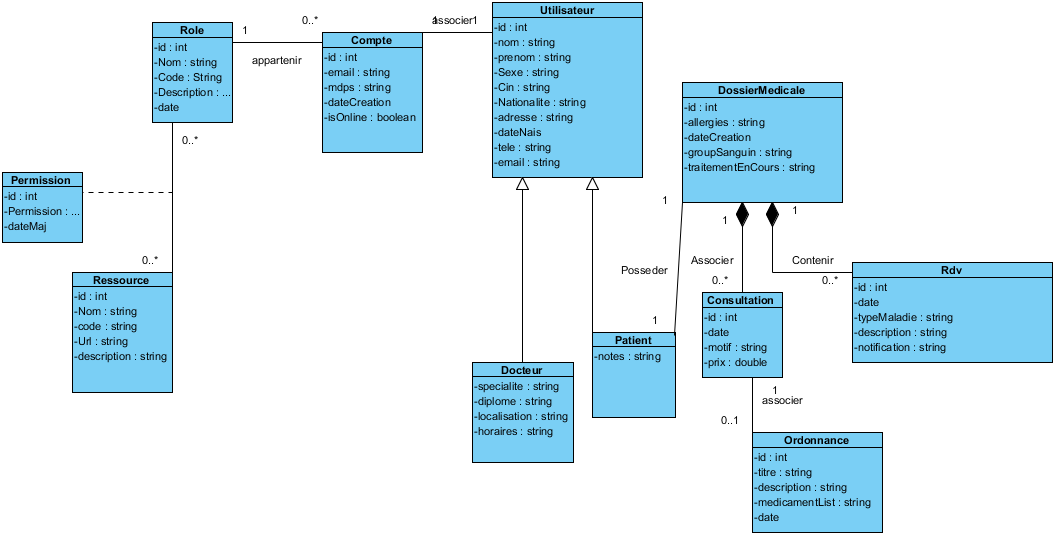 Role
-id : int
-Nom : string
-Code : String
-Description : ...
-date
1
appartenir
0..*
Compte
-id : int
-email : string
-mdps : string
-dateCreation
-isOnline : boolean
1
associer
1
Utilisateur
-id : int
-nom : string
-prenom : string
-Sexe : string
-Cin : string
-Nationalite : string
-adresse : string
-dateNais
-tele : string
-email : string
DossierMedicale
-id : int
-allergies : string
-dateCreation
-groupSanguin : string
-traitementEnCours : string
0..*
Permission
-id : int
-Permission : ...
-dateMaj
0..*
Ressource
-id : int
-Nom : string
-code : string
-Url : string
-description : string
1
Posseder
1
1
Associer
0..*
1
Contenir
0..*
Rdv
-id : int
-date
-typeMaladie : string
-description : string
-notification : string
Consultation
-id : int
-date
-motif : string
-prix : double
Patient
-notes : string
Docteur
-specialite : string
-diplome : string
-localisation : string
-horaires : string
1
associer
0..1
Ordonnance
-id : int
-titre : string
-description : string
-medicamentList : string
-date